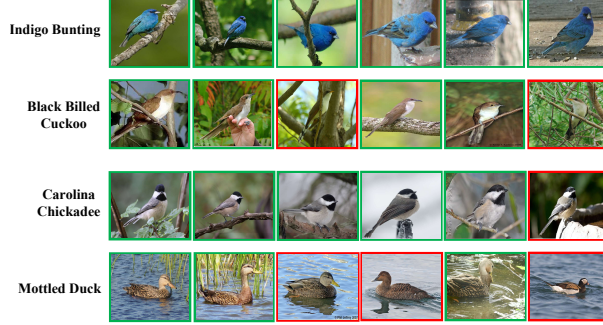 Indigo Bunting
Black Billed
Cuckoo
Carolina
Chickadee
Mottled Duck